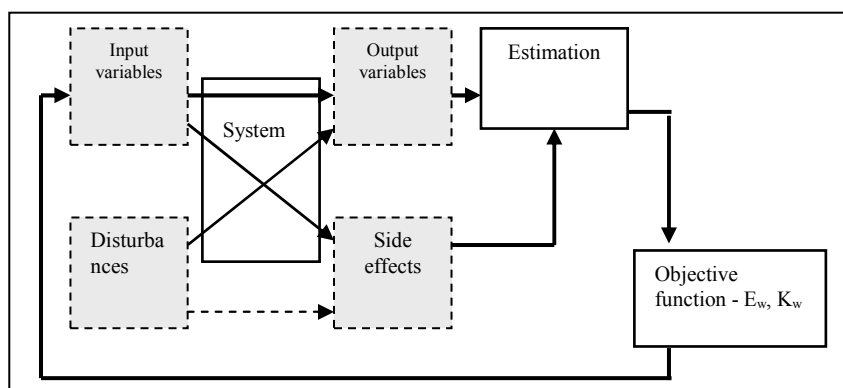 Input
variables
Output
variables
Estimation
System
Disturba
nces
Side
effects
Objective
function - Ew, Kw